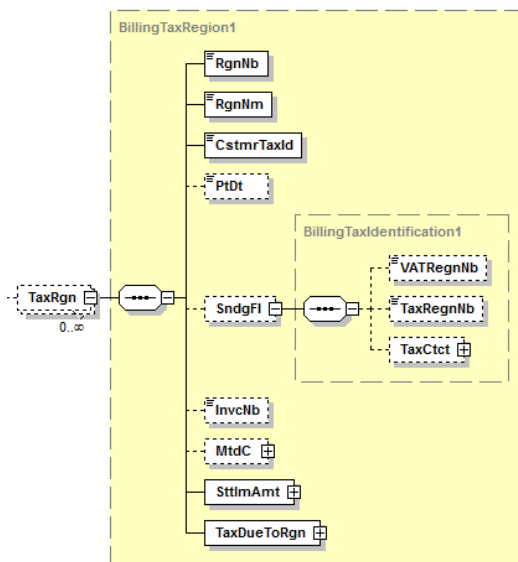 BillingTaxRegion1
RgnNb
RgnNm
CstmrTaxId
PtDt
BillingTaxIdentification1
VATRegnNb
TaxRgn
SndgFI
TaxRegnNb
0..∞
TaxCtct
InvcNb
MtdC
SttlmAmt
TaxDueToRgn